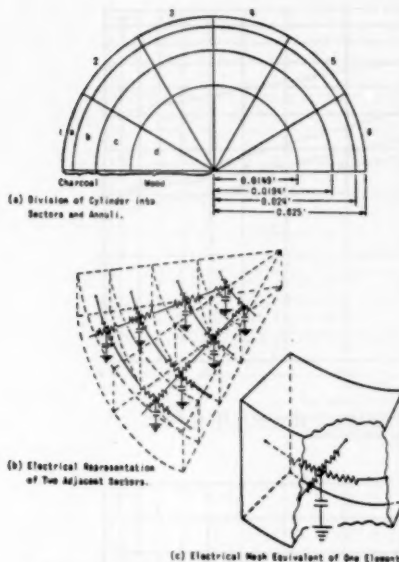 3 4
2 5
1 a 6
b
c
d
Charcoal Wood
0.0149'
0.0194'
0.024'
0.025'
(a) Division of Cylinder into
Sectors and Annuli.
(b) Electrical Representation
of Two Adjacent Sectors.
(c) Electrical Mesh Equivalent of One Element